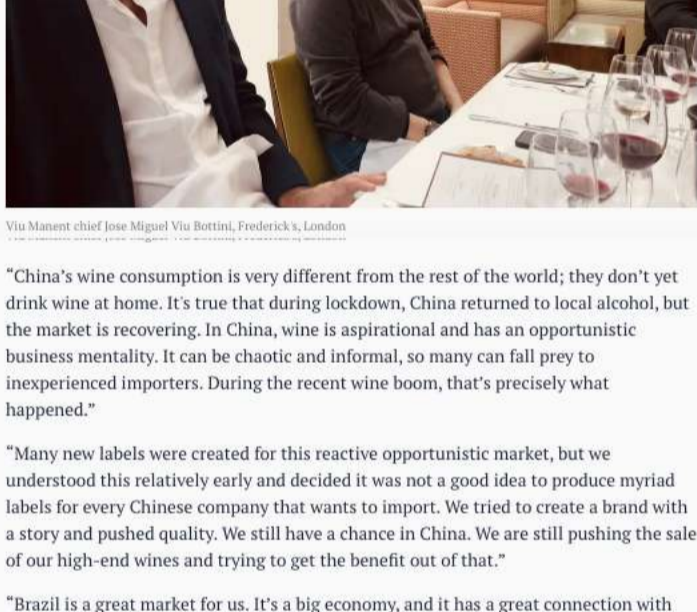 Viu Manent chief Jose Miguel Viu Bottini, Frederick's, London
“China’s wine consumption is very different from the rest of the world; they don’t yet
drink wine at home. It's true that during lockdown, China returned to local alcohol, but
the market is recovering. In China, wine is aspirational and has an opportunistic
business mentality. It can be chaotic and informal, so many can fall prey to
inexperienced importers. During the recent wine boom, that’s precisely what
happened.”
“Many new labels were created for this reactive opportunistic market, but we
understood this relatively early and decided it was not a good idea to produce myriad
labels for every Chinese company that wants to import. We tried to create a brand with
a story and pushed quality. We still have a chance in China. We are still pushing the sale
of our high-end wines and trying to get the benefit out of that.”
“Brazil is a great market for us. It’s a big economy, and it has a great connection with